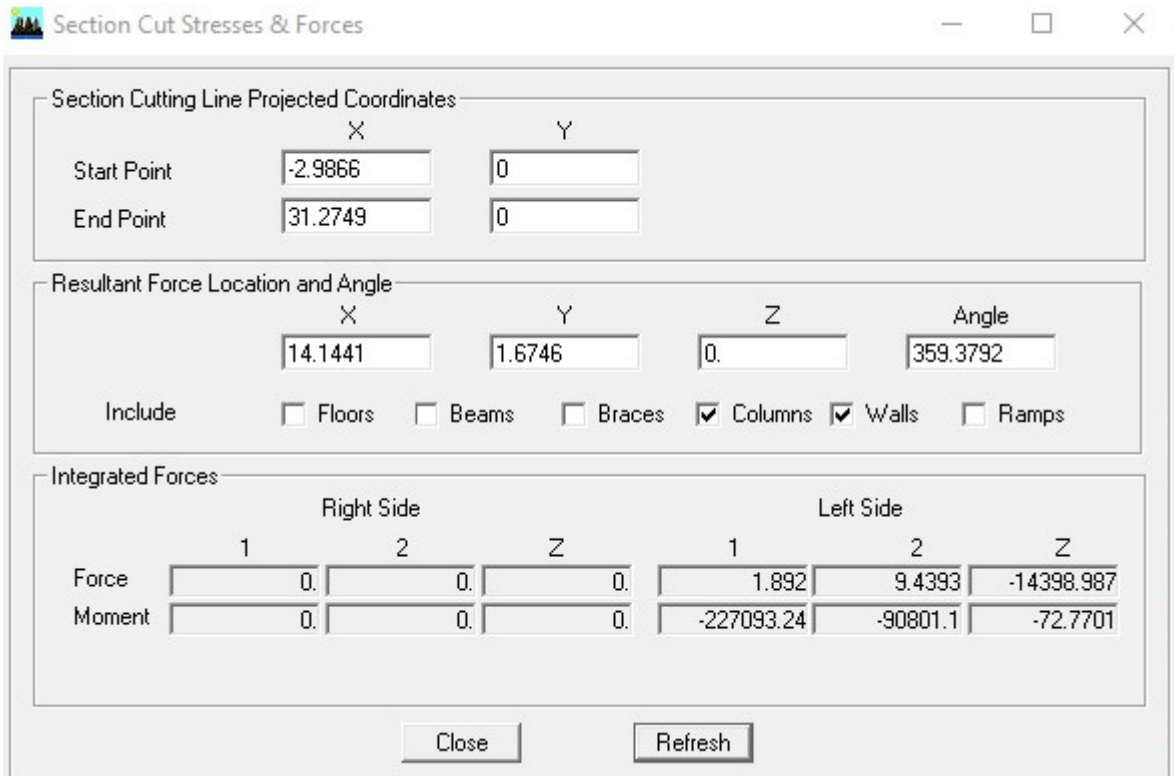 Section Cut Stresses & Forces
Section Cutting Line Projected Coordinates
X Y
Start Point -2.9866 0
End Point 31.2749 0
Resultant Force Location and Angle
X Y Z Angle
14.1441 1.6746 0. 359.3792
Include Floors Beams Braces Columns Walls Ramps
Integrated Forces
Right Side Left Side
1 2 Z 1 2 Z
Force 0. 0. 0. 1.892 9.4393 -14398.987
Moment 0. 0. 0. -227093.24 -90801.1 -72.7701
Close Refresh